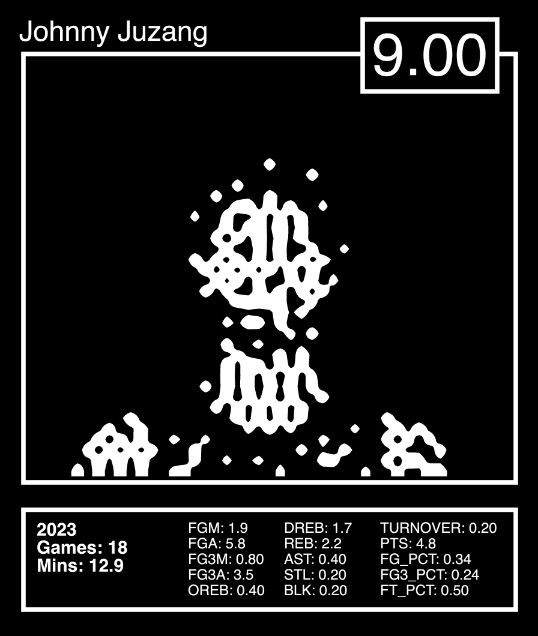 Johnny Juzang
9.00
2023
Games: 18
Mins: 12.9
FGM: 1.9
FGA: 5.8
FG3M: 0.80
FG3A: 3.5
OREB: 0.40
DREB: 1.7
REB: 2.2
AST: 0.40
STL: 0.20
BLK: 0.20
TURNOVER: 0.20
PTS: 4.8
FG_PCT: 0.34
FG3_PCT: 0.24
FT_PCT: 0.50